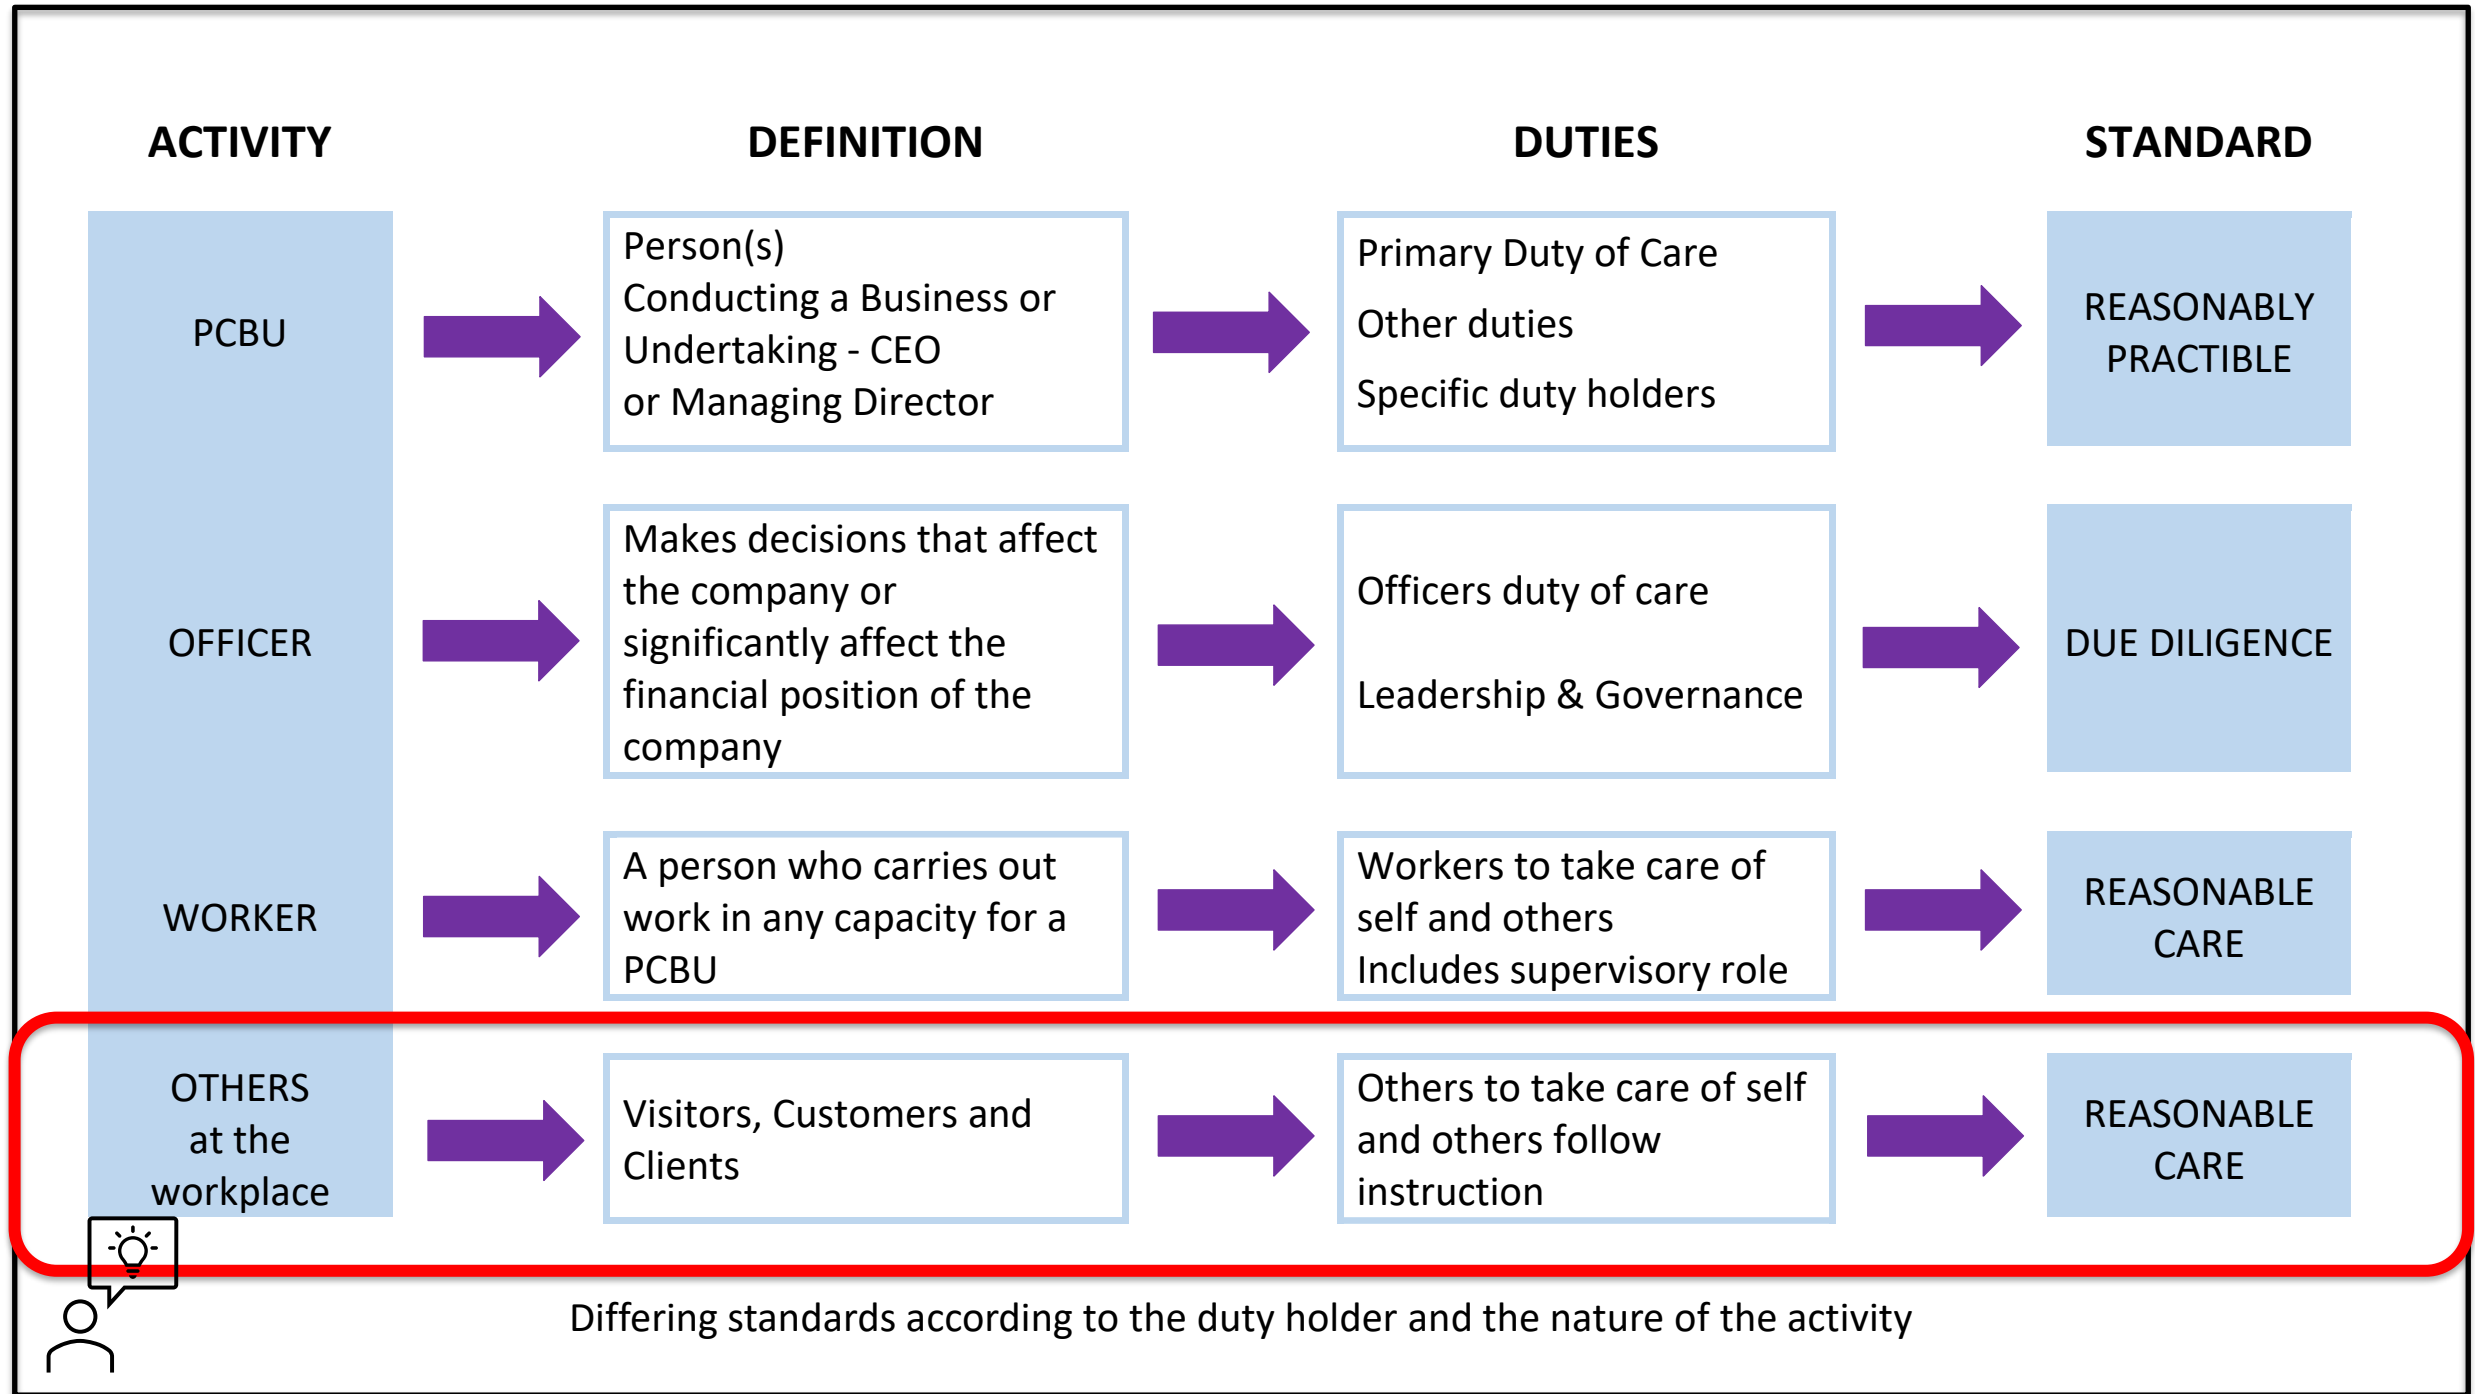 ACTIVITY
DEFINITION
DUTIES
STANDARD
PCBU
Person(s)
Conducting a Business or
Undertaking - CEO
or Managing Director
Primary Duty of Care
Other duties
Specific duty holders
REASONABLY
PRACTIBLE
OFFICER
Makes decisions that affect
the company or
significantly affect the
financial position of the
company
Officers duty of care
Leadership & Governance
DUE DILIGENCE
WORKER
A person who carries out
work in any capacity for a
PCBU
Workers to take care of
self and others
Includes supervisory role
REASONABLE
CARE
OTHERS
at the
workplace
Visitors, Customers and
Clients
Others to take care of self
and others follow
instruction
REASONABLE
CARE
Differing standards according to the duty holder and the nature of the activity